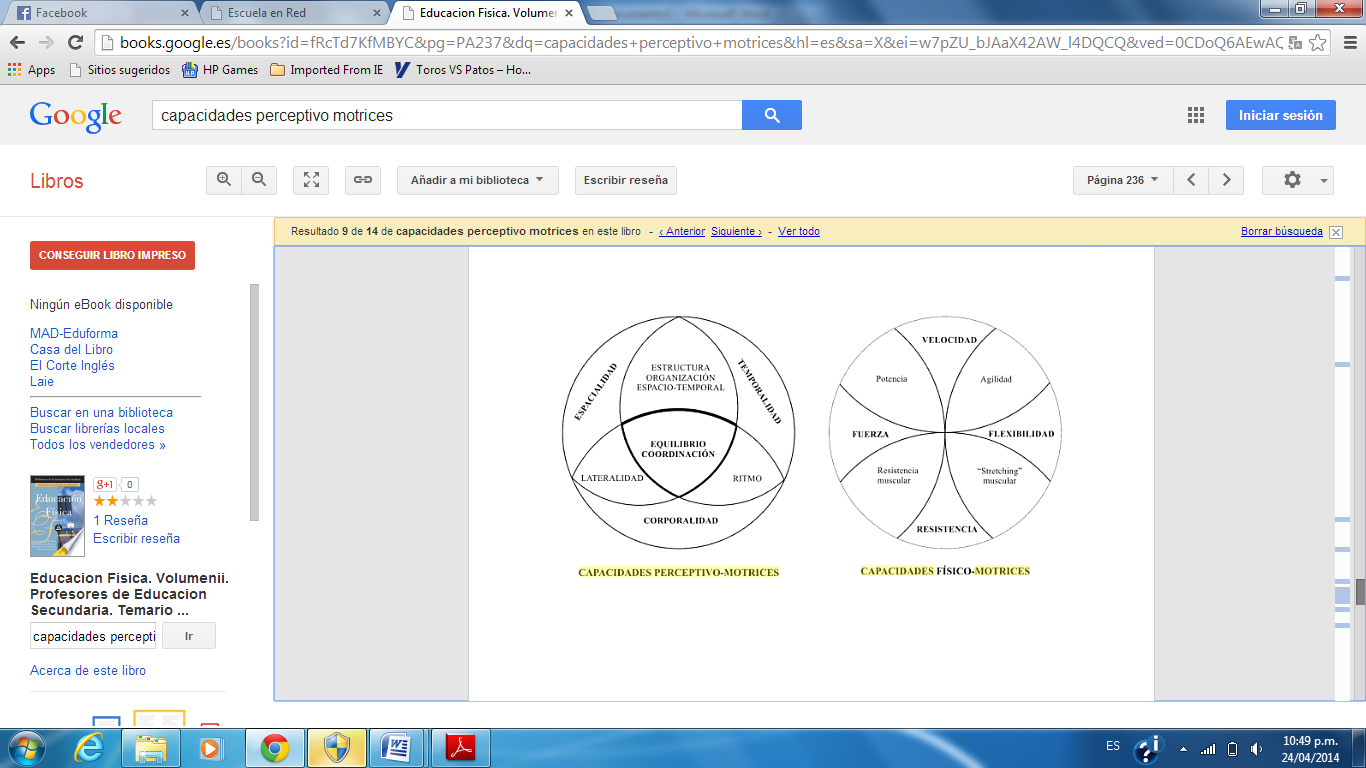 Facebook
Escuela en Red
Educacion Fisica. Volumen
books.google.es/books?id=fRcTd7KfMBYC&pg=PA237&dq=capacidades+perceptivo+motrices&hl=es&sa=X&ei=w7pZU_bJAaX42AW_l4DQCQ&ved=0CDoQ6AEwAC
Apps Sitios sugeridos HP Games Imported From IE Toros VS Patos – Ho...
Google
capacidades perceptivo motrices
Iniciar sesión
Libros
Añadir a mi biblioteca
Escribir reseña
Página 236
Resultado 9 de 14 de capacidades perceptivo motrices en este libro - ‹ Anterior Siguiente › - Ver todo
Borrar búsqueda
CONSEGUIR LIBRO IMPRESO
Ningún eBook disponible
MAD-Eduforma
Casa del Libro
El Corte Inglés
Laie
Buscar en una biblioteca
Buscar librerías locales
Todos los vendedores »
Educación
Física
g+1 0
1 Reseña
Escribir reseña
Educacion Fisica. Volumenii.
Profesores de Educacion
Secundaria. Temario ...
capacidades percepti
Ir
Acerca de este libro
ESPACIALIDAD
ESTRUCTURA
ORGANIZACIÓN
ESPACIO-TEMPORAL
TEMPORALIDAD
EQUILIBRIO
COORDINACIÓN
LATERALIDAD
RITMO
CORPORALIDAD
CAPACIDADES PERCEPTIVO-MOTRICES
VELOCIDAD
Potencia
Agilidad
FUERZA
FLEXIBILIDAD
Resistencia
muscular
“Stretching”
muscular
RESISTENCIA
CAPACIDADES FÍSICO-MOTRICES
ES
10:49 p.m.
24/04/2014